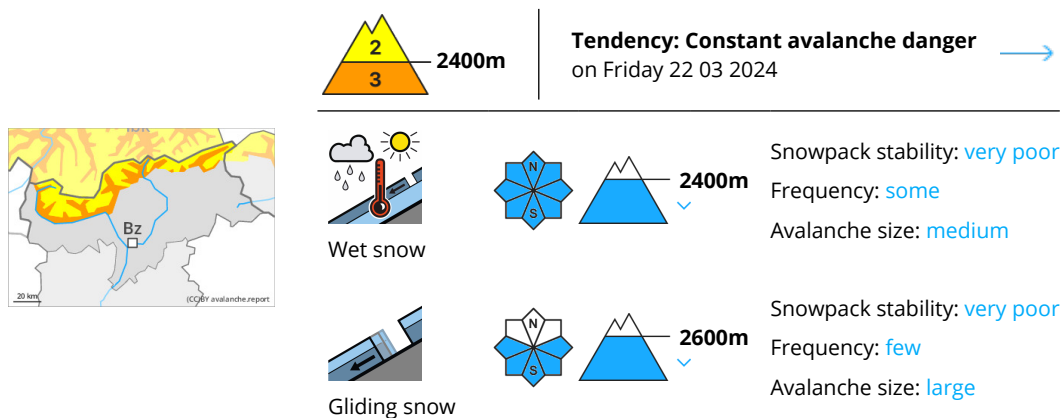 2
3
2400m
Tendency: Constant avalanche danger
on Friday 22 03 2024
Bz
20 km
(CC)BY avalanche.report
N
S
2400m
Wet snow
Snowpack stability: very poor
Frequency: some
Avalanche size: medium
N
S
2600m
Gliding snow
Snowpack stability: very poor
Frequency: few
Avalanche size: large